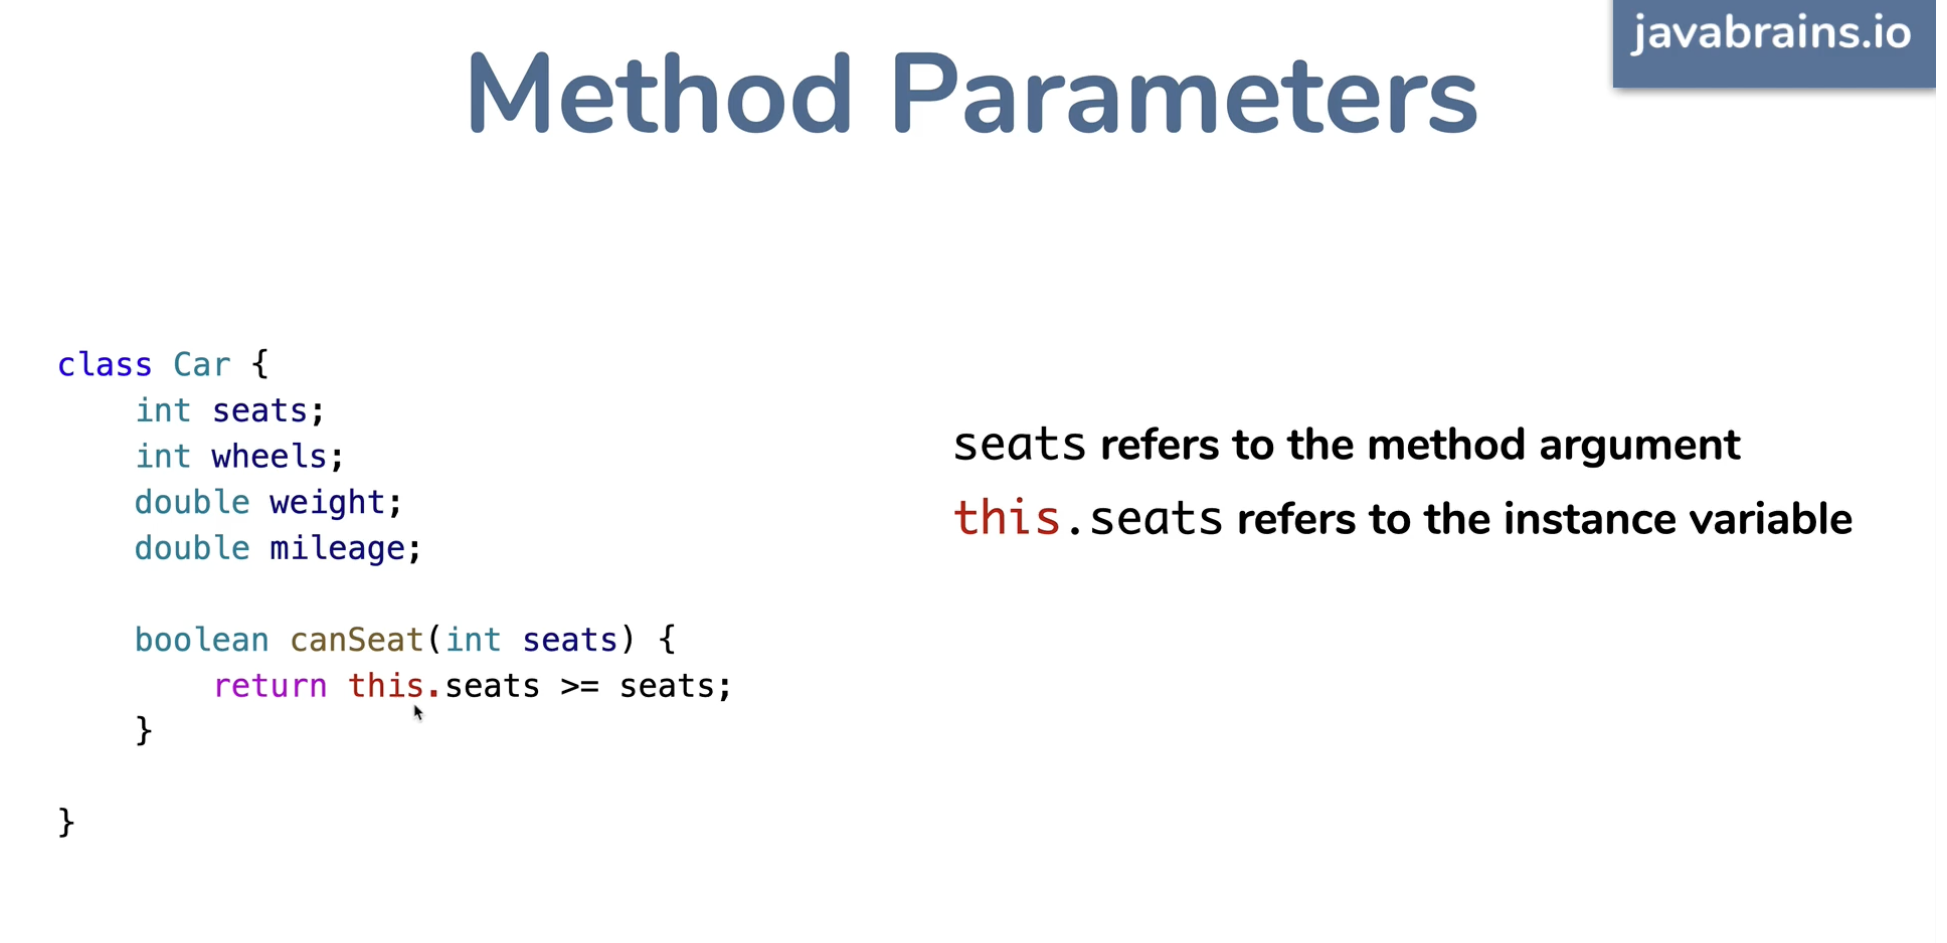 javabrains.io
Method Parameters
class Car {
    int seats;
    int wheels;
    double weight;
    double mileage;
    boolean canSeat(int seats) {
        return this.seats >= seats;
    }
}
seats refers to the method argument
this.seats refers to the instance variable